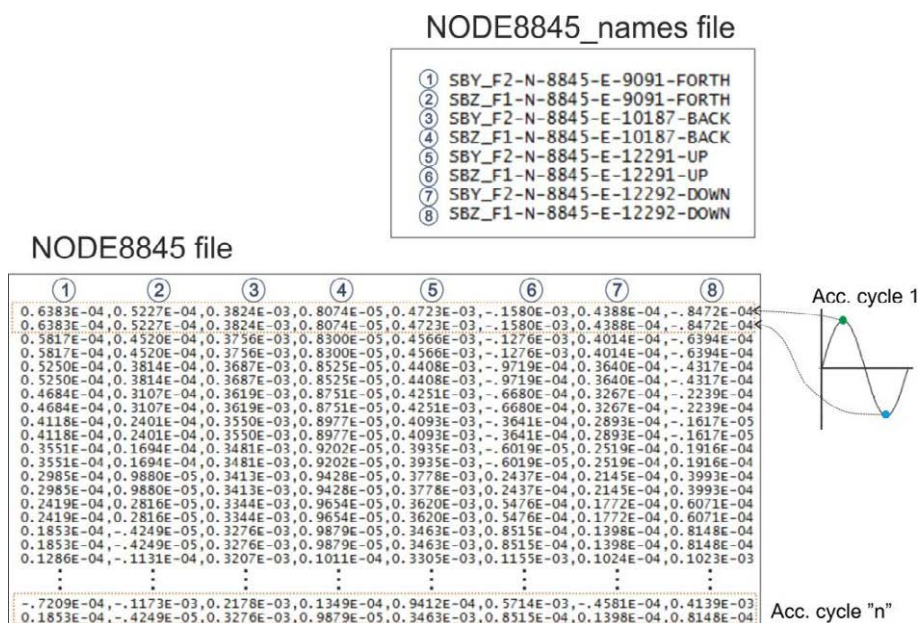 NODE8845_names file
1 SBY_F2-N-8845-E-9091-FORTH
2 SBZ_F1-N-8845-E-9091-FORTH
3 SBY_F2-N-8845-E-10187-BACK
4 SBZ_F1-N-8845-E-10187-BACK
5 SBY_F2-N-8845-E-12291-UP
6 SBZ_F1-N-8845-E-12291-UP
7 SBY_F2-N-8845-E-12292-DOWN
8 SBZ_F1-N-8845-E-12292-DOWN
NODE8845 file
1 2 3 4 5 6 7 8
0.6383E-04,0.5227E-04,0.3824E-03,0.8074E-05,0.4723E-03,-.1580E-03,0.4388E-04,-.8472E-04
0.6383E-04,0.5227E-04,0.3824E-03,0.8074E-05,0.4723E-03,-.1580E-03,0.4388E-04,-.8472E-04
0.5817E-04,0.4520E-04,0.3756E-03,0.8300E-05,0.4566E-03,-.1276E-03,0.4014E-04,-.6394E-04
0.5817E-04,0.4520E-04,0.3756E-03,0.8300E-05,0.4566E-03,-.1276E-03,0.4014E-04,-.6394E-04
0.5250E-04,0.3814E-04,0.3687E-03,0.8525E-05,0.4408E-03,-.9719E-04,0.3640E-04,-.4317E-04
0.5250E-04,0.3814E-04,0.3687E-03,0.8525E-05,0.4408E-03,-.9719E-04,0.3640E-04,-.4317E-04
0.4684E-04,0.3107E-04,0.3619E-03,0.8751E-05,0.4251E-03,-.6680E-04,0.3267E-04,-.2239E-04
0.4684E-04,0.3107E-04,0.3619E-03,0.8751E-05,0.4251E-03,-.6680E-04,0.3267E-04,-.2239E-04
0.4118E-04,0.2401E-04,0.3550E-03,0.8977E-05,0.4093E-03,-.3641E-04,0.2893E-04,-.1617E-05
0.4118E-04,0.2401E-04,0.3550E-03,0.8977E-05,0.4093E-03,-.3641E-04,0.2893E-04,-.1617E-05
0.3551E-04,0.1694E-04,0.3481E-03,0.9202E-05,0.3935E-03,-.6019E-05,0.2519E-04,0.1916E-04
0.3551E-04,0.1694E-04,0.3481E-03,0.9202E-05,0.3935E-03,-.6019E-05,0.2519E-04,0.1916E-04
0.2985E-04,0.9880E-05,0.3413E-03,0.9428E-05,0.3778E-03,0.2437E-04,0.2145E-04,0.3993E-04
0.2985E-04,0.9880E-05,0.3413E-03,0.9428E-05,0.3778E-03,0.2437E-04,0.2145E-04,0.3993E-04
0.2419E-04,0.2816E-05,0.3344E-03,0.9654E-05,0.3620E-03,0.5476E-04,0.1772E-04,0.6071E-04
0.2419E-04,0.2816E-05,0.3344E-03,0.9654E-05,0.3620E-03,0.5476E-04,0.1772E-04,0.6071E-04
0.1853E-04,-.4249E-05,0.3276E-03,0.9879E-05,0.3463E-03,0.8515E-04,0.1398E-04,0.8148E-04
0.1853E-04,-.4249E-05,0.3276E-03,0.9879E-05,0.3463E-03,0.8515E-04,0.1398E-04,0.8148E-04
0.1286E-04,-.1131E-04,0.3207E-03,0.1011E-04,0.3305E-03,0.1155E-03,0.1024E-04,0.1023E-03
-.7209E-04,-.1173E-03,0.2178E-03,0.1349E-04,0.9412E-04,0.5714E-03,-.4581E-04,0.4139E-03
0.1853E-04,-.4249E-05,0.3276E-03,0.9879E-05,0.3463E-03,0.8515E-04,0.1398E-04,0.8148E-04
Acc. cycle 1
Acc. cycle "n"